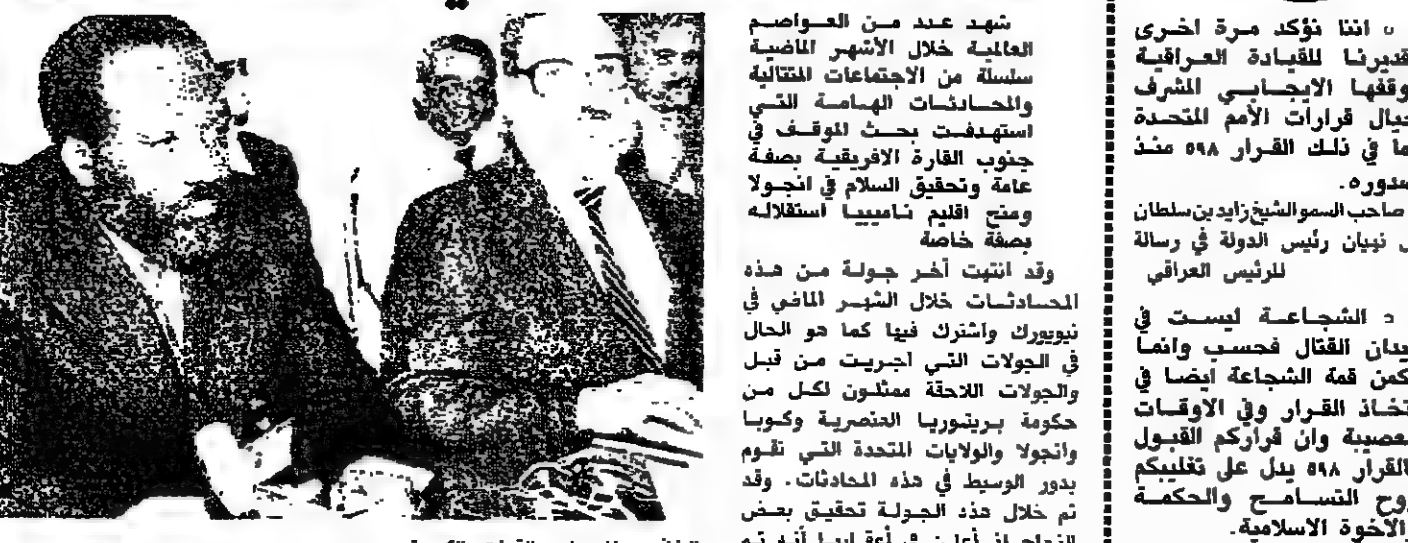 » اننا نؤكد مرة اخرى
قديرنا للقيادة العراقية
وقفها الايجابي المشرف
حيال قرارات الأمم المتحدة
ما في ذلك القرار ٥٩٨ منذ
صدوره.
صاحب السمو الشيخ زايد بن سلطان
ل نهيان رئيس الدولة في رسالة
للرئيس العراقي
» الشجاعة ليست في
يدان القتال فحسب وانما
كمن قمة الشجاعة ايضا في
تخاذ القرار وفي الاوقات
لعصيبة وان قراركم القبول
القرار ٥٩٨ يدل على تغليبكم
روح التسامح والحكمة
الاخوة الاسلامية.
شهد عدد من العواصم
العالمية خلال الأشهر الماضية
سلسلة من الاجتماعات المتتالية
والمحادثات الهامة التي
استهدفت بحث الموقف في
جنوب القارة الافريقية بصفة
عامة وتحقيق السلام في انجولا
ومنح اقليم ناميبيا استقلاله
بصفة خاصة
وقد انتهت آخر جولة من هذه
المحادثات خلال الشهر الماضي في
نيويورك واشترك فيها كما هو الحال
في الجولات التي اجريت من قبل
والجولات اللاحقة ممثلون لكل من
حكومة بريتوريا العنصرية وكوبا
وانجولا والولايات المتحدة التي تقوم
بدور الوسيط في هذه المحادثات. وقد
تم خلال هذه الجولة تحقيق بعض